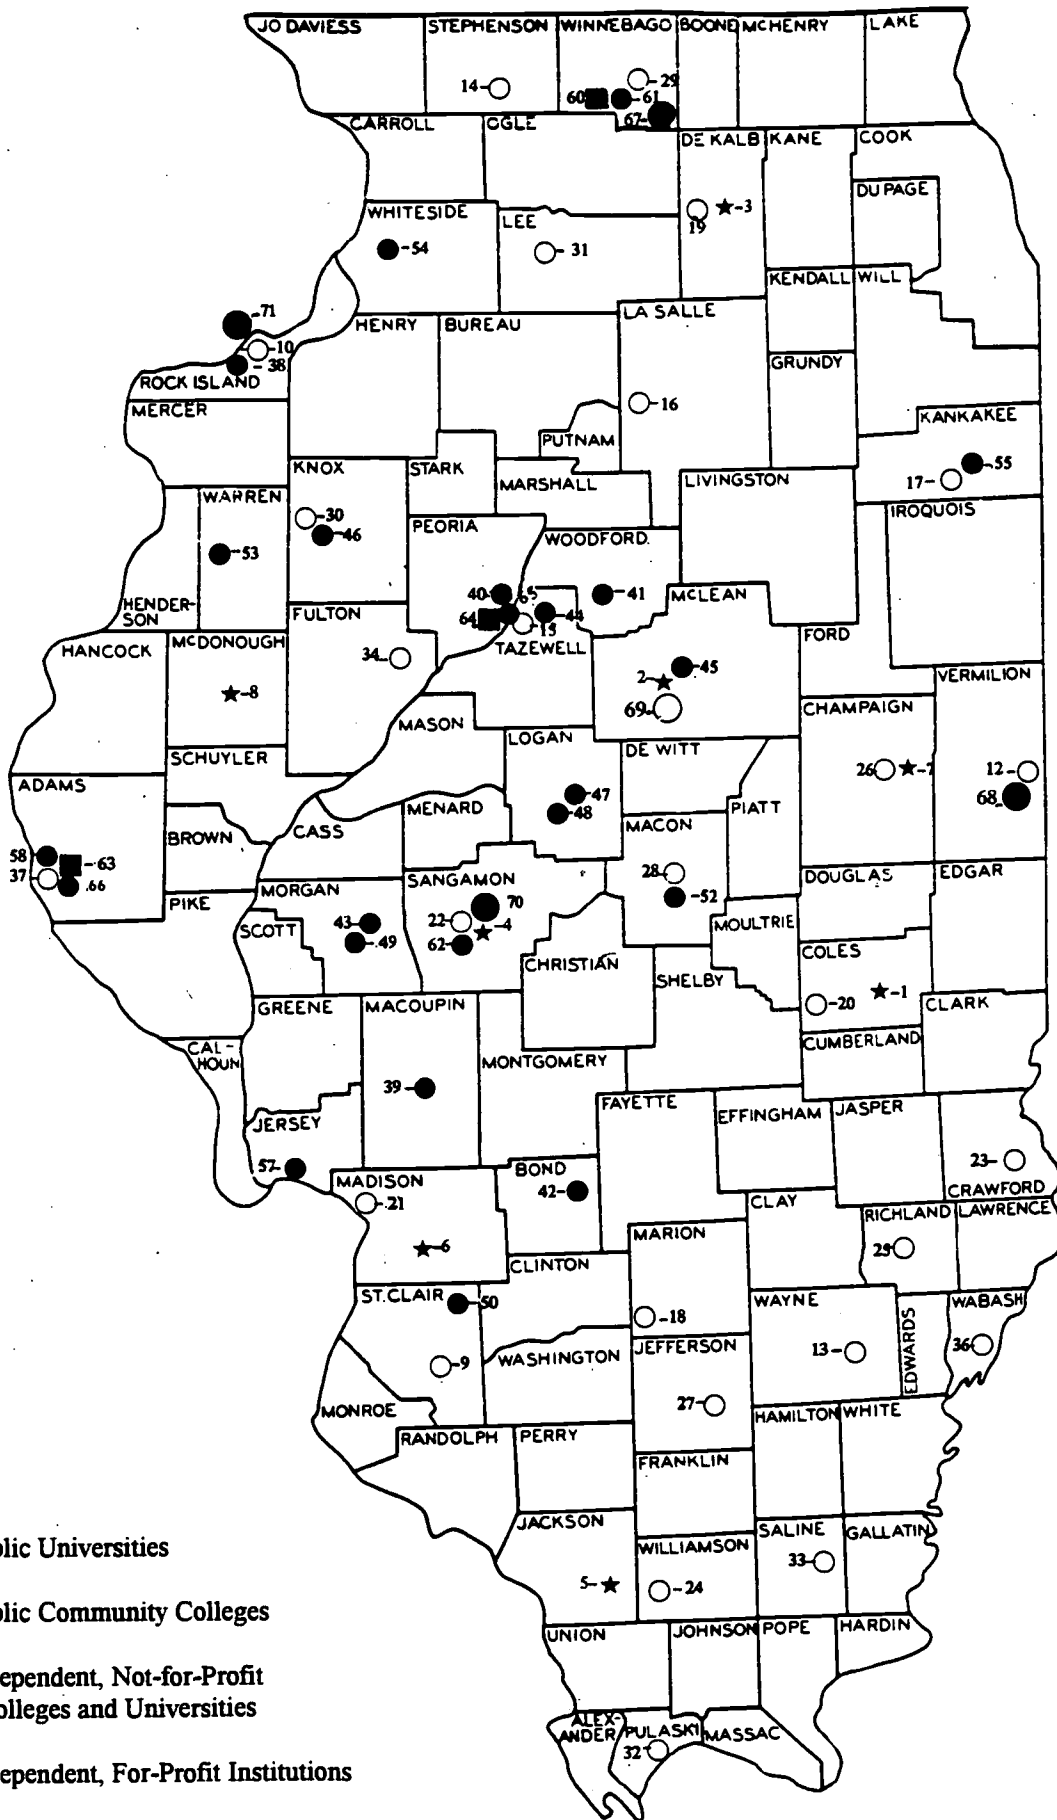 JO DAVIESS STEPHENSON WINNEBAGO BOONE MCHENRY LAKE
14- -29
60 -61
67-
CARROLL OGLE DE KALB KANE COOK
DU PAGE
WHITESIDE LEE 19 -3
-54 -31
KENDALL WILL
-71 HENRY BUREAU LA SALLE
-10
-38 GRUNDY
ROCK ISLAND
MERCER -16 KANKAKEE
PUTNAM
KNOX STARK -55
WARREN MARSHALL LIVINGSTON 17-
-30 IROQUOIS
-46 PEORIA WOODFORD
-53
40- -41 MCLEAN
HENDER-
SON FULTON 64 -44
15
HANCOCK MCDONOUGH TAZEWELL FORD
34- -45 VERMILION
-8 2-
69- CHAMPAIGN
MASON LOGAN
SCHUYLER DE WITT
ADAMS 26- -7 12-
-47 68-
MENARD -48 PIATT
BROWN CASS MACON
58
37 -63
.66 28- DOUGLAS EDGAR
PIKE MORGAN SANGAMON -52
70
SCOTT 43- 22- -4 MOULTRIE
-49 62- COLES
CHRISTIAN SHELBY
-20 -1
GREENE MACOUPIN CLARK
CUMBERLAND
CAL-
HOUN MONTGOMERY
39-
FAYETTE EFFINGHAM JASPER
JERSEY
57- BOND 23-
MADISON 42- CRAWFORD
-21 CLAY
RICHLAND LAWRENCE
MARION 25-
-6 CLINTON
ST. CLAIR -50 WAYNE EDWARDS WABASH
-18
-9 WASHINGTON JEFFERSON 13- 36-
27-
MONROE HAMILTON WHITE
RANDOLPH PERRY
FRANKLIN
JACKSON SALINE GALLATIN
WILLIAMSON 33-
5- -24
UNION JOHNSON POPE HARDIN
ALEX-
ANDER PULASKI MASSAC
32-
blic Universities
blic Community Colleges
ependent, Not-for-Profit
olleges and Universities
ependent, For-Profit Institutions